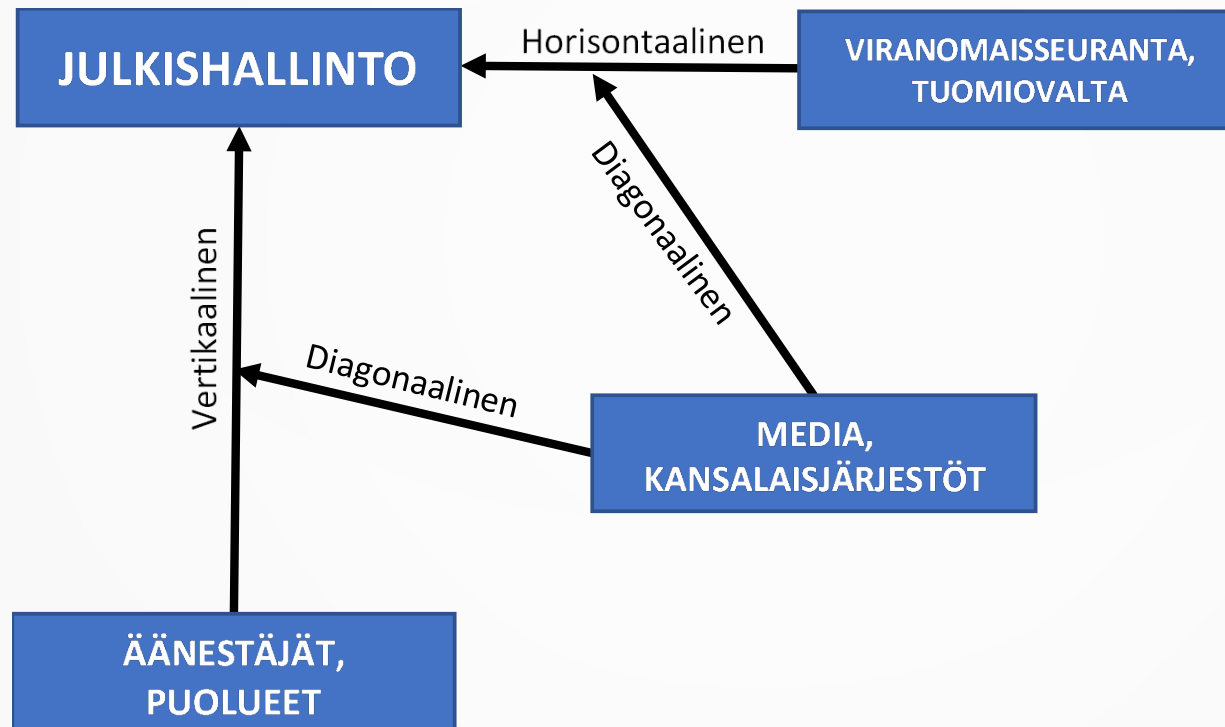 JULKISHALLINTO
Horisontaalinen
VIRANOMAISSEURANTA,
TUOMIOVALTA
Diagonaalinen
Vertikaalinen
Diagonaalinen
MEDIA,
KANSALAISJÄRJESTÖT
ÄÄNESTÄJÄT,
PUOLUEET